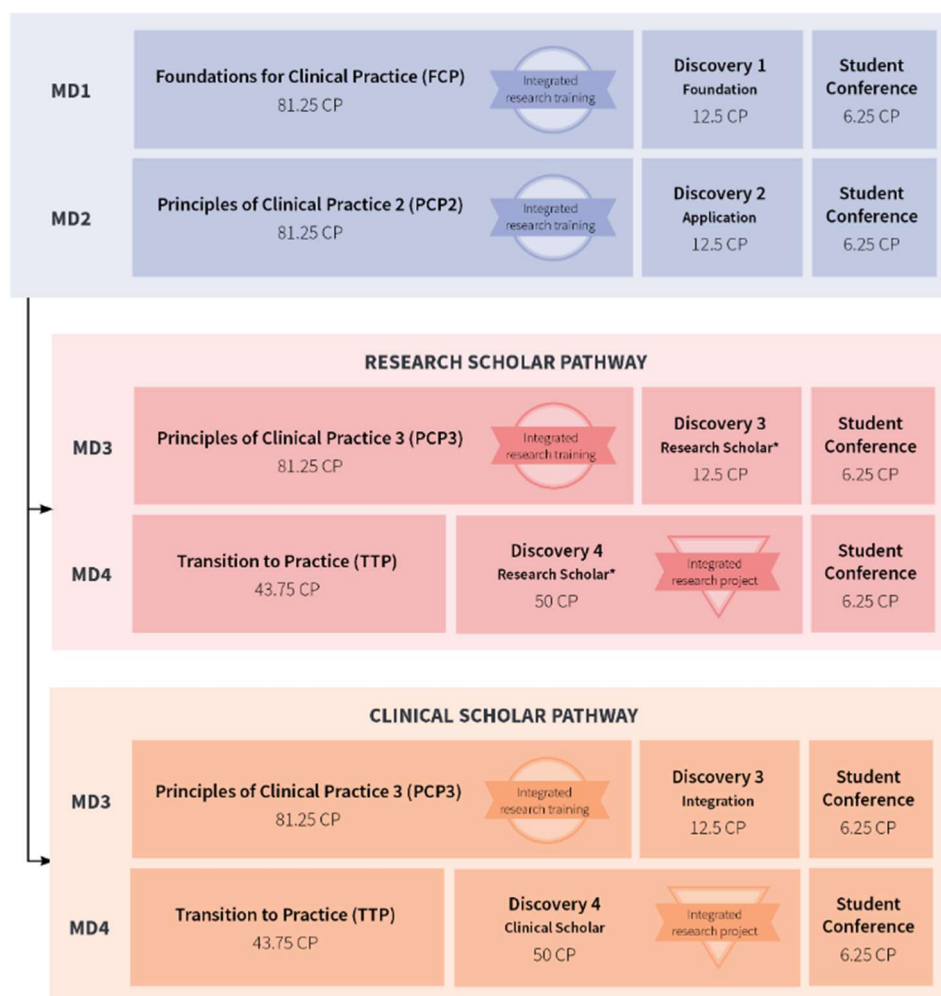 MD1
Foundations for Clinical Practice (FCP)
81.25 CP
Integrated
research training
Discovery 1
Foundation
12.5 CP
Student
Conference
6.25 CP
MD2
Principles of Clinical Practice 2 (PCP2)
81.25 CP
Integrated
research training
Discovery 2
Application
12.5 CP
Student
Conference
6.25 CP
RESEARCH SCHOLAR PATHWAY
MD3
Principles of Clinical Practice 3 (PCP3)
81.25 CP
Integrated
research training
Discovery 3
Research Scholar*
12.5 CP
Student
Conference
6.25 CP
MD4
Transition to Practice (TTP)
43.75 CP
Discovery 4
Research Scholar*
50 CP
Integrated
research project
Student
Conference
6.25 CP
CLINICAL SCHOLAR PATHWAY
MD3
Principles of Clinical Practice 3 (PCP3)
81.25 CP
Integrated
research training
Discovery 3
Integration
12.5 CP
Student
Conference
6.25 CP
MD4
Transition to Practice (TTP)
43.75 CP
Discovery 4
Clinical Scholar
50 CP
Integrated
research project
Student
Conference
6.25 CP